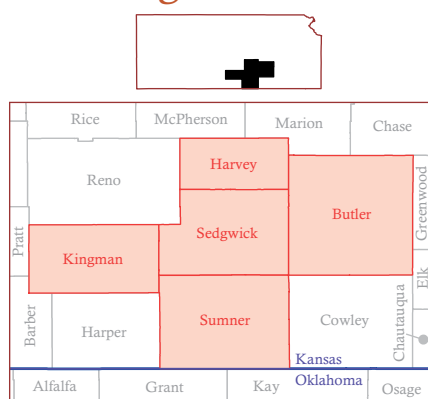 g
Rice
McPherson
Marion
Chase
Harvey
Reno
Greenwood
Butler
Pratt
Sedgwick
Kingman
Elk
Sumner
Cowley
Chautauqua
Barber
Harper
Kansas
Oklahoma
Alfalfa
Grant
Kay
Osage